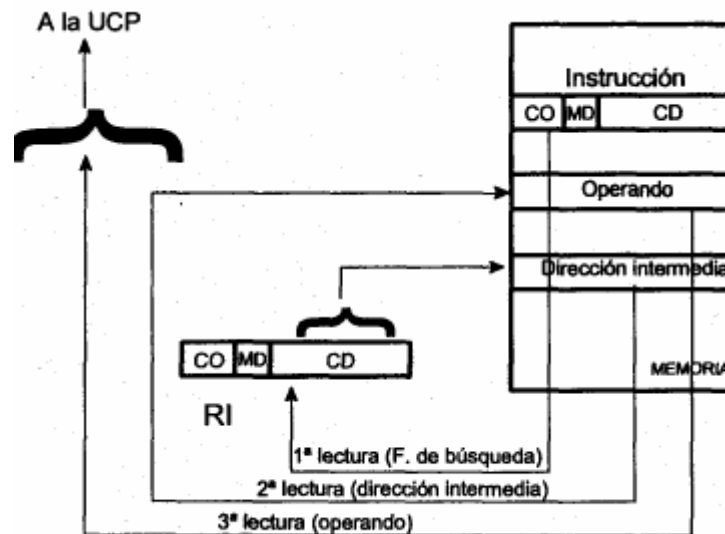 A la UCP
Instrucción
CO MD CD
Operando
Dirección intermedia
CO MD CD
MEMORIA
RI
1ª lectura (F. de búsqueda)
2ª lectura (dirección intermedia)
3ª lectura (operando)